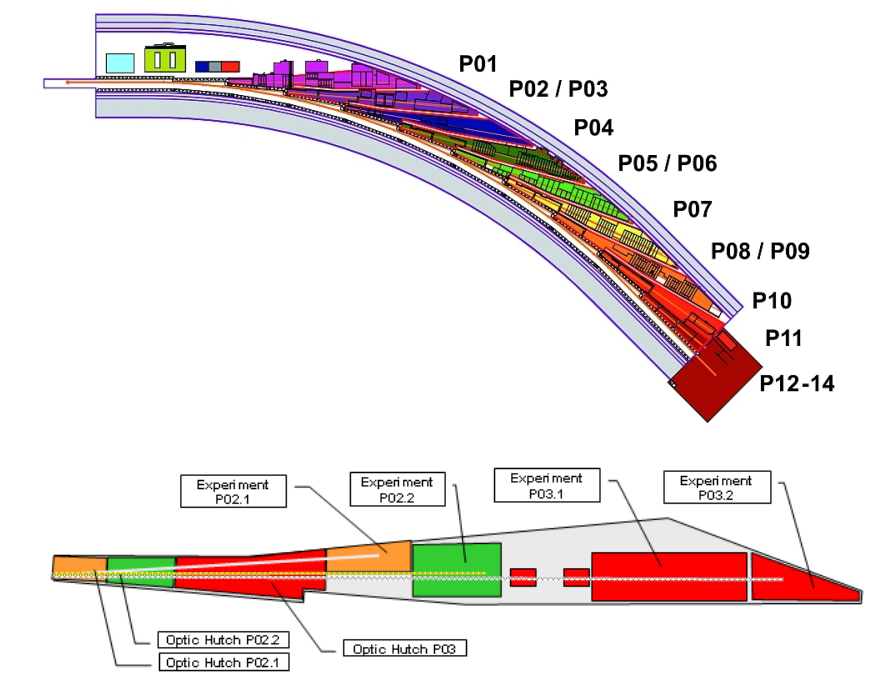 P01
P02 / P03
P04
P05 / P06
P07
P08 / P09
P10
P11
P12-14
Experiment
P02.1
Experiment
P02.2
Experiment
P03.1
Experiment
P03.2
Optic Hutch P02.2
Optic Hutch P02.1
Optic Hutch P03